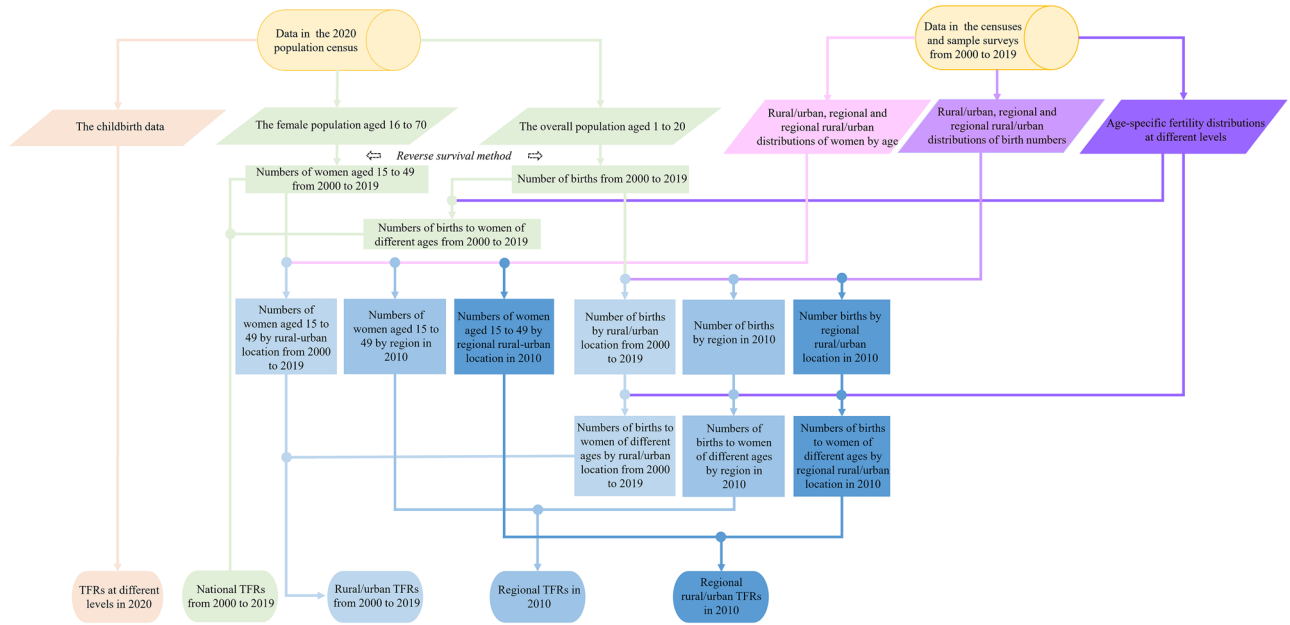 Data in the 2020
population census
Data in the censuses
and sample surveys
from 2000 to 2019
The childbirth data
The female population aged 16 to 70
The overall population aged 1 to 20
Rural/urban, regional and
regional rural/urban
distributions of women by age
Rural/urban, regional and
regional rural/urban
distributions of birth numbers
Age-specific fertility distributions
at different levels
Reverse survival method
Numbers of women aged 15 to 49
from 2000 to 2019
Number of births from 2000 to 2019
Numbers of births to women of
different ages from 2000 to 2019
Numbers of
women aged 15 to
49 by rural-urban
location from 2000
to 2019
Numbers of
women aged 15 to
49 by region in
2010
Numbers of women
aged 15 to 49 by
regional rural-urban
location in 2010
Number of births
by rural/urban
location from 2000
to 2019
Number of births
by region in 2010
Number births by
regional
rural/urban
location in 2010
Numbers of births to
women of different
ages by rural/urban
location from 2000
to 2019
Numbers of
births to women
of different ages
by region in
2010
Numbers of births
to women of
different ages by
regional rural/urban
location in 2010
TFRs at different
levels in 2020
National TFRs
from 2000 to 2019
Rural/urban TFRs
from 2000 to 2019
Regional TFRs in
2010
Regional
rural/urban TFRs
in 2010